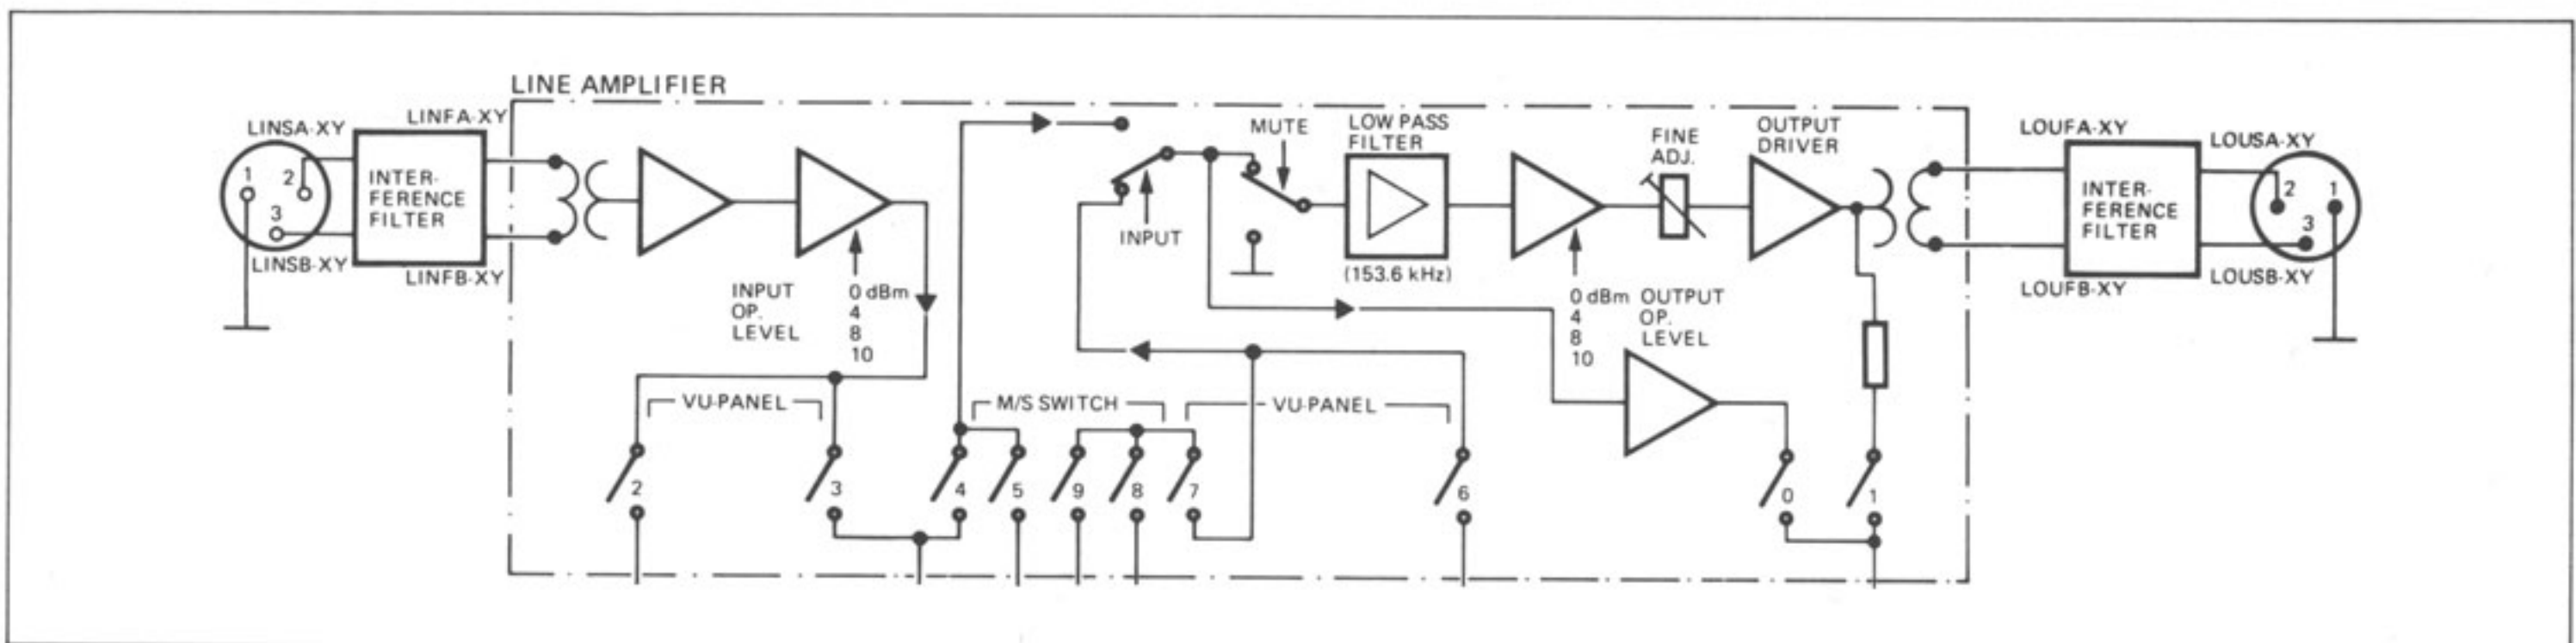 LINE AMPLIFIER
LINSA-XY
LINFA-XY
1
2
3
INTER-
FERENCE
FILTER
LINSB-XY
LINFB-XY
INPUT
OP.
LEVEL
0 dBm
4
8
10
INPUT
MUTE
LOW PASS
FILTER
(153.6 kHz)
FINE
ADJ.
OUTPUT
DRIVER
0 dBm OUTPUT
4 OP.
8 LEVEL
10
LOUFA-XY
LOUSA-XY
INTER-
FERENCE
FILTER
2
1
3
LOUFB-XY
LOUSB-XY
VU-PANEL
M/S SWITCH
VU-PANEL
2
3
4
5
9
8
7
6
0
1